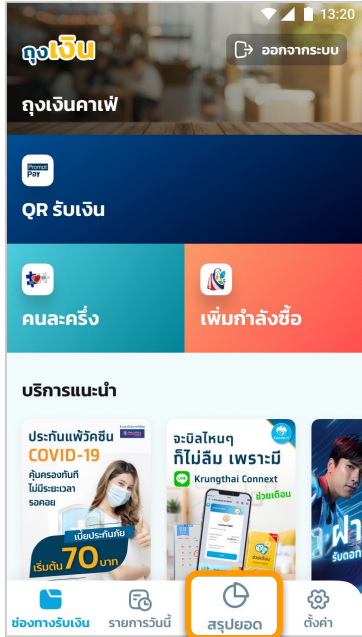 13:20
ถุงเงิน
ออกจากระบบ
ถุงเงินคาเฟ่
Prompt
Pay
QR รับเงิน
คนละครึ่ง
เพิ่มกำลังซื้อ
บริการแนะนำ
ประกันแพ้วัคซีน
COVID-19
คุ้มครองทันที
ไม่มีระยะเวลา
รอคอย
เบี้ยประกันภัย
เริ่มต้น 70 บาท
จะบิลไหนๆ
ก็ไม่ลืม เพราะมี
LINE Krungthai Connext
ช่วยเตือน
ฝา
รับดอก
ช่องทางรับเงิน
รายการวันนี้
สรุปยอด
ตั้งค่า